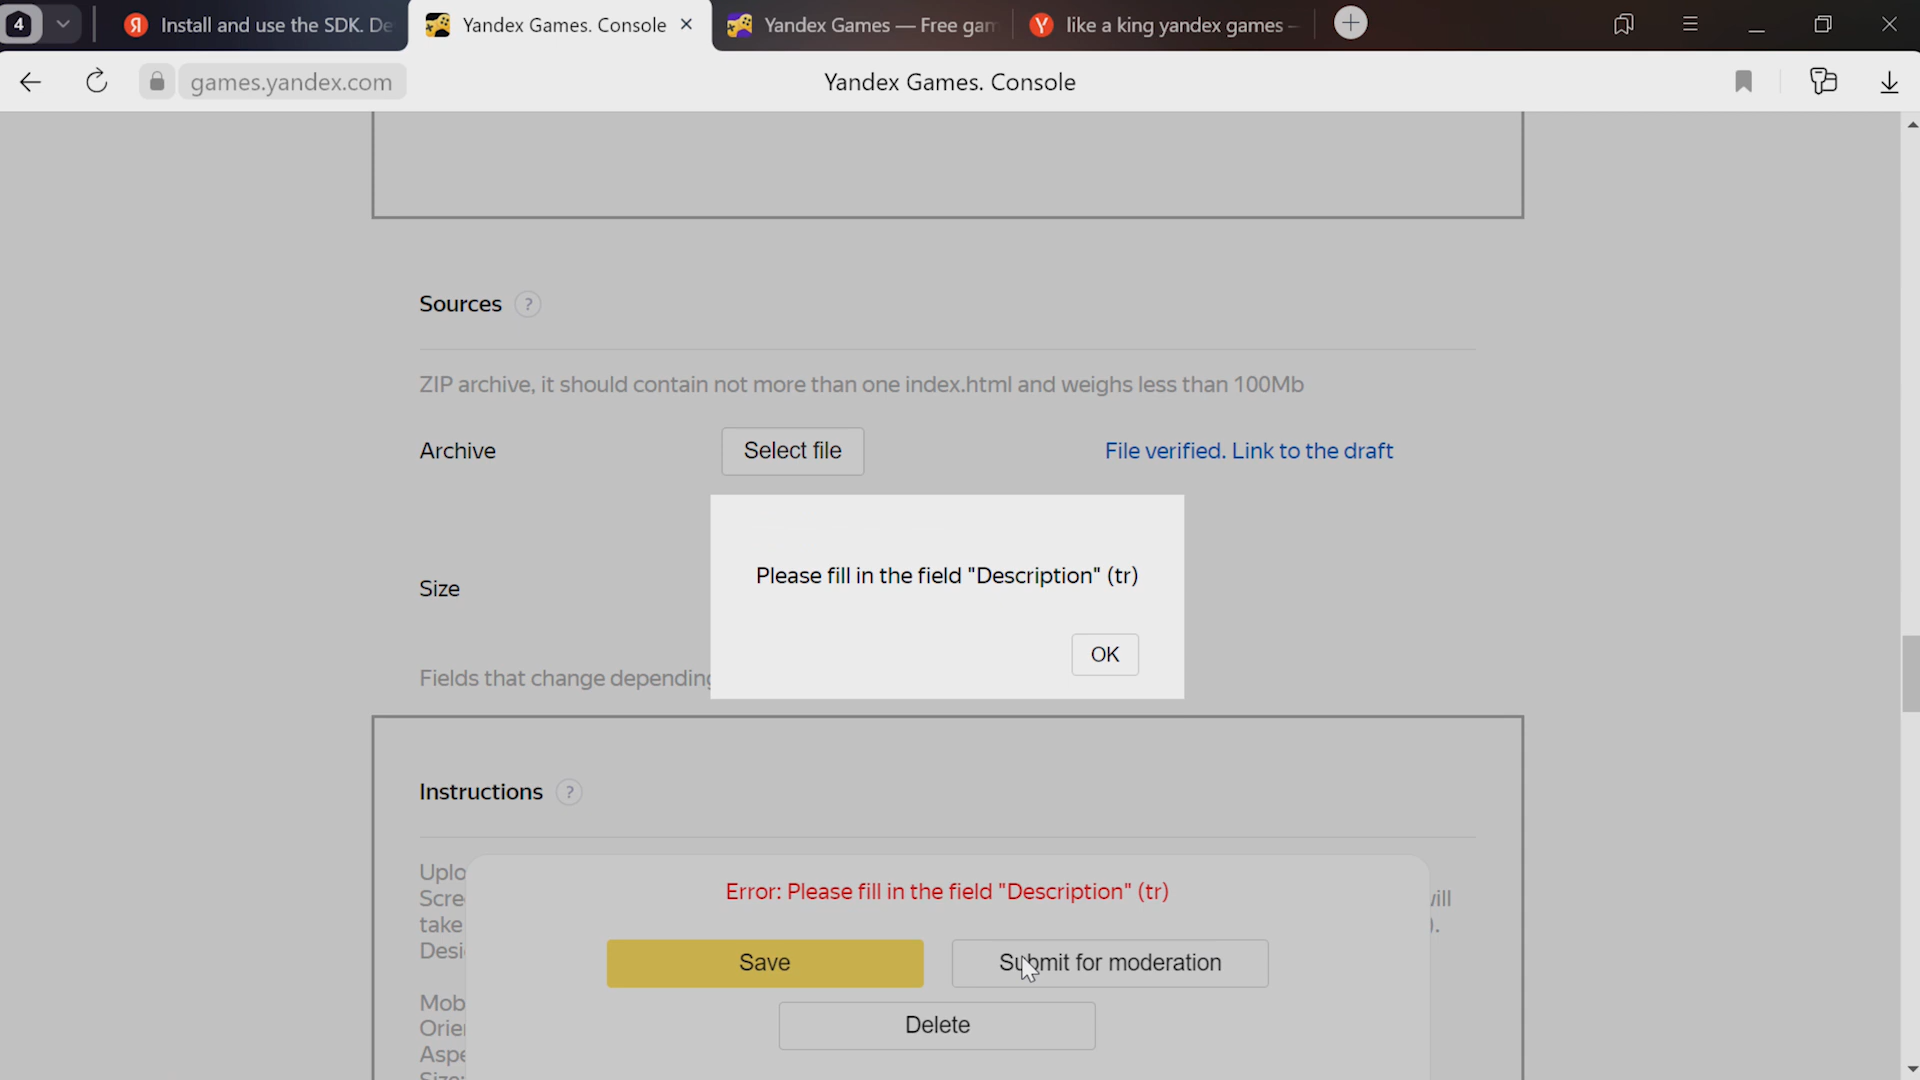 4
Я
Install and use the SDK. De
Yandex Games. Console
Yandex Games — Free gam
Y
like a king yandex games –
games.yandex.com
Yandex Games. Console
Sources ?
ZIP archive, it should contain not more than one index.html and weighs less than 100Mb
Archive
Select file
File verified. Link to the draft
Please fill in the field "Description" (tr)
Size
OK
Fields that change depending
Instructions ?
Uplo
Scre
ill
take
).
Desi
Error: Please fill in the field "Description" (tr)
Save
Submit for moderation
Mob
Delete
Orie
Aspe
Size: